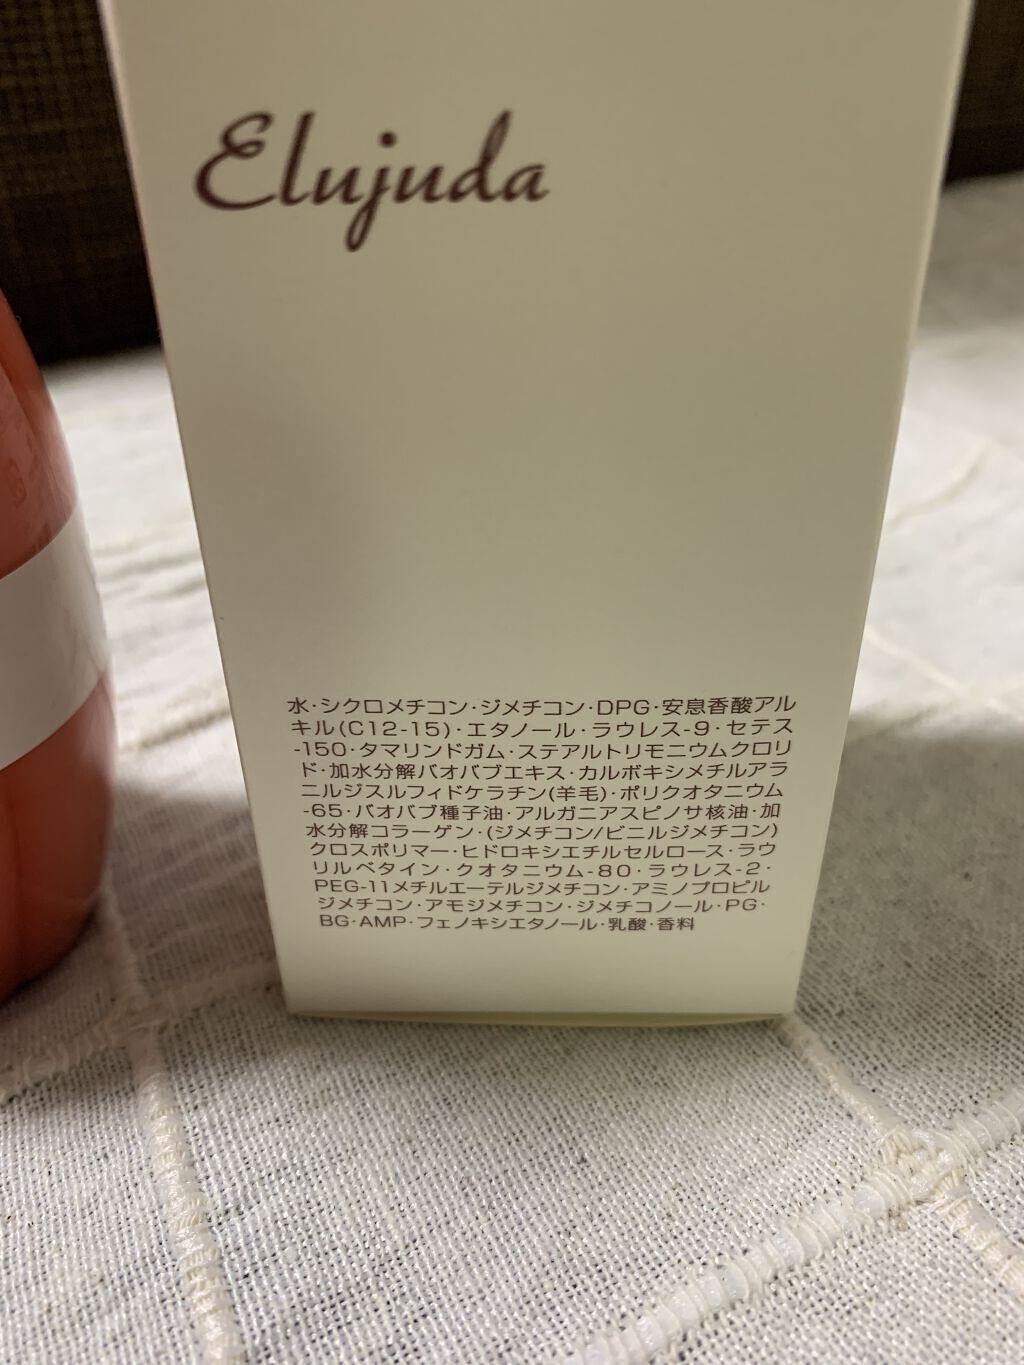 Elujuda
水・シクロメチコン・ジメチコン・DPG・安息香酸アル
キル(C12-15)・エタノール・ラウレス-9・セテス
-150・タマリンドガム・ステアルトリモニウムクロリ
ド・加水分解バオバブエキス・カルボキシメチルアラ
ニルジスルフィドケラチン(羊毛)・ポリクオタニウム
-65・バオバブ種子油・アルガニアスピノサ核油・加
水分解コラーゲン・(ジメチコン/ビニルジメチコン)
クロスポリマー・ヒドロキシエチルセルロース・ラウ
リルベタイン・クオタニウム-80・ラウレス-2・
PEG-11メチルエーテルジメチコン・アミノプロピル
ジメチコン・アモジメチコン・ジメチコノール・PG・
BG・AMP・フェノキシエタノール・乳酸・香料